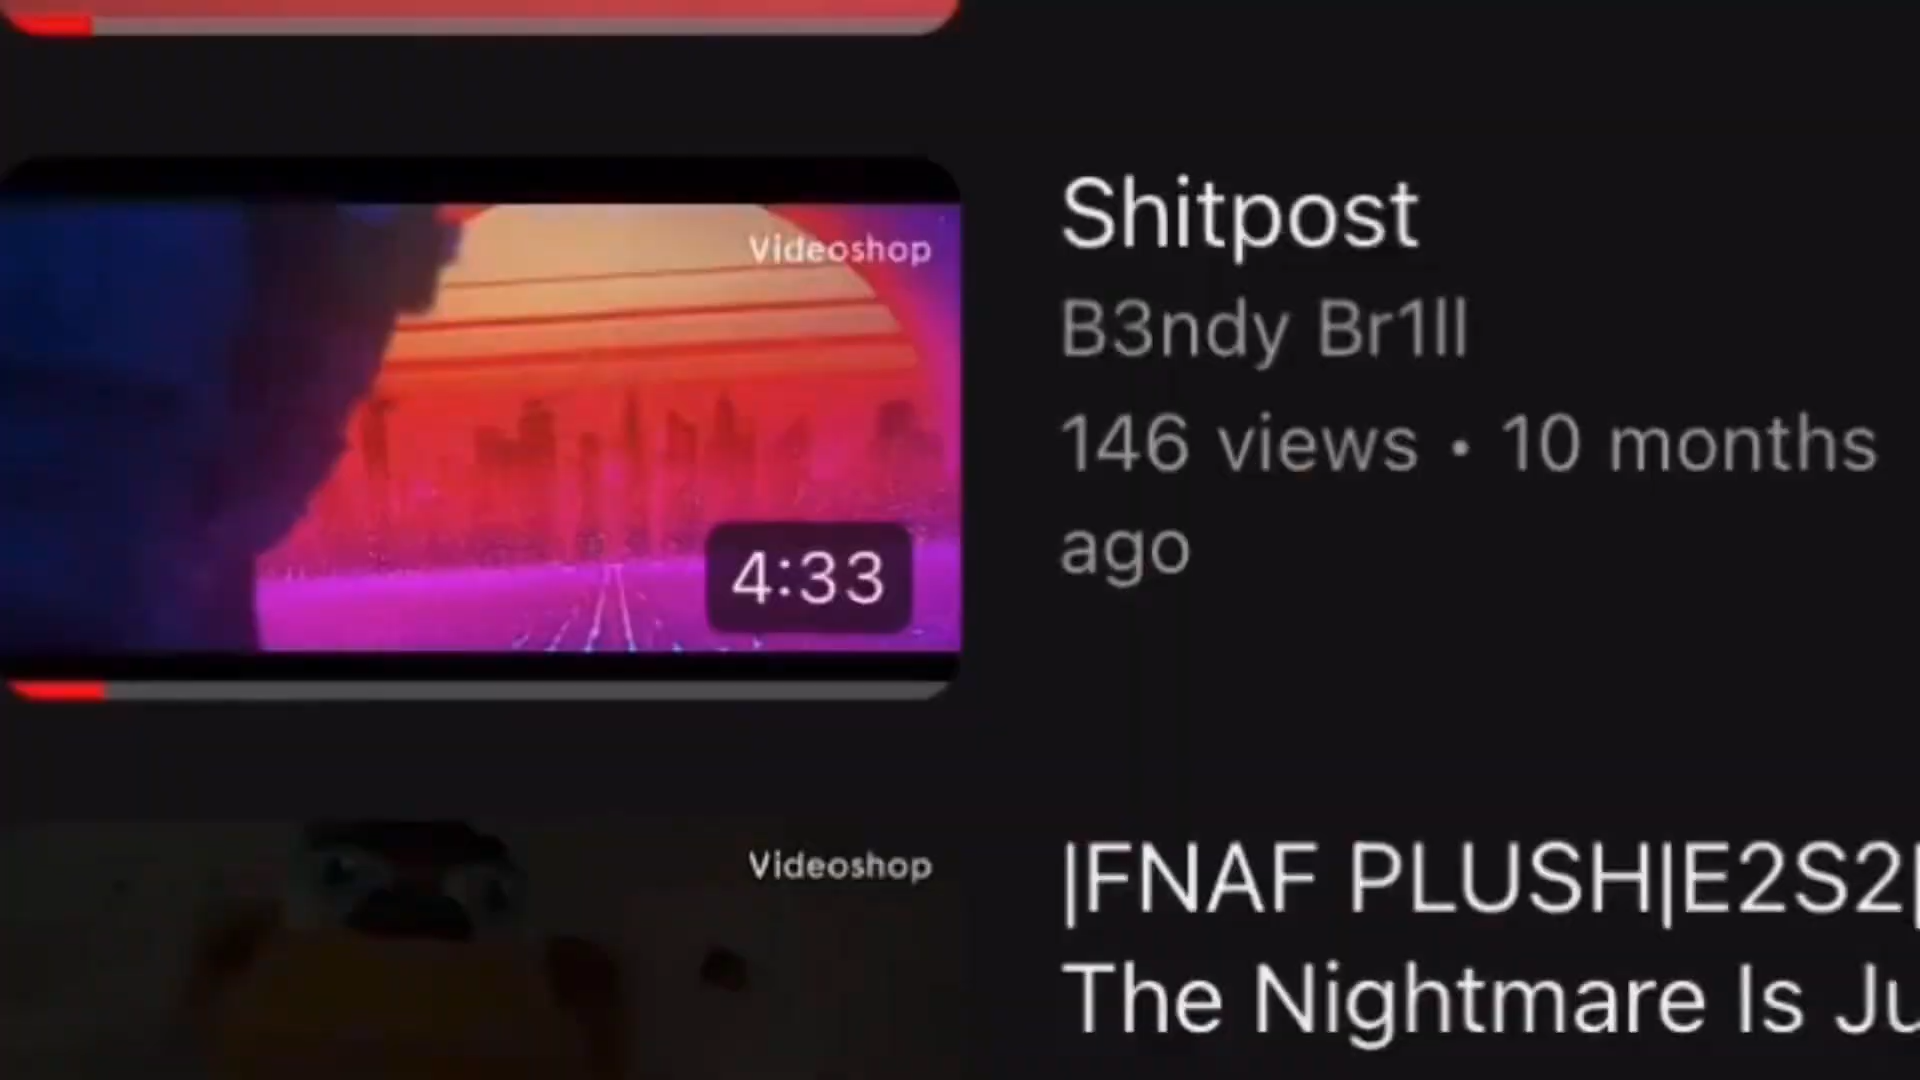 Videoshop
4:33
Shitpost
B3ndy Br1ll
146 views • 10 months
ago
Videoshop
|FNAF PLUSH|E2S2|
The Nightmare Is Ju